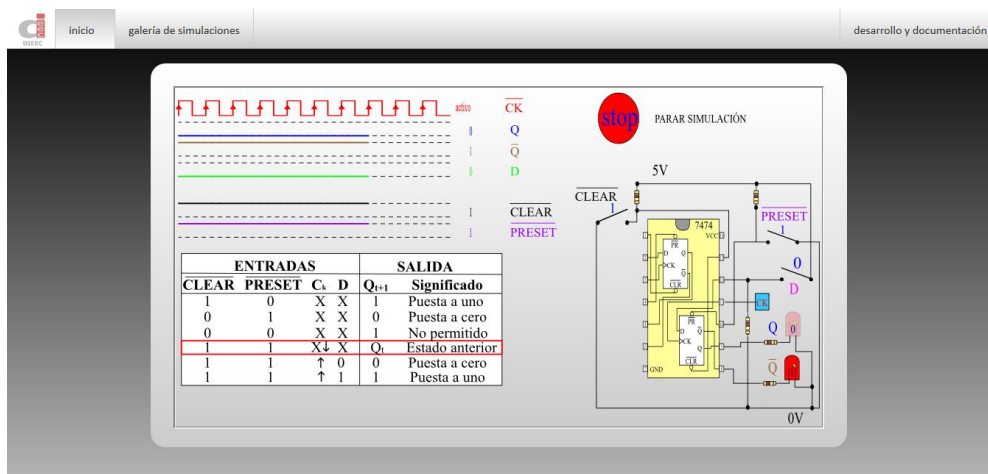 DIEEC
inicio
galería de simulaciones
desarrollo y documentación
activo CK
0 Q
1 Q
0 D
1 CLEAR
1 PRESET
stop PARAR SIMULACIÓN
5V
CLEAR
1
PRESET
1
7474
VCC
PR
D Q
CK
Q
CLR
0
D
CK
PR
D Q
CK
Q
CLR
GND
Q 0
Q
0V
ENTRADAS SALIDA
CLEAR PRESET Ck D Qt+1 Significado
1 0 X X 1 Puesta a uno
0 1 X X 0 Puesta a cero
0 0 X X 1 No permitido
1 1 X↓ X Qt Estado anterior
1 1 ↑ 0 0 Puesta a cero
1 1 ↑ 1 1 Puesta a uno